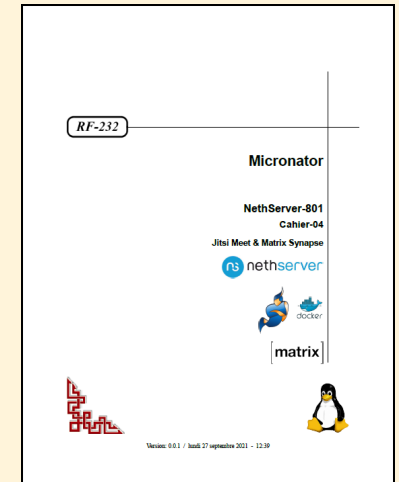 RF-232
Micronator
NethServer-801
Cahier-04
Jitsi Meet & Matrix Synapse
ns nethserver
docker
[matrix]
Version: 0.0.1 / lundi 27 septembre 2021 - 12:39